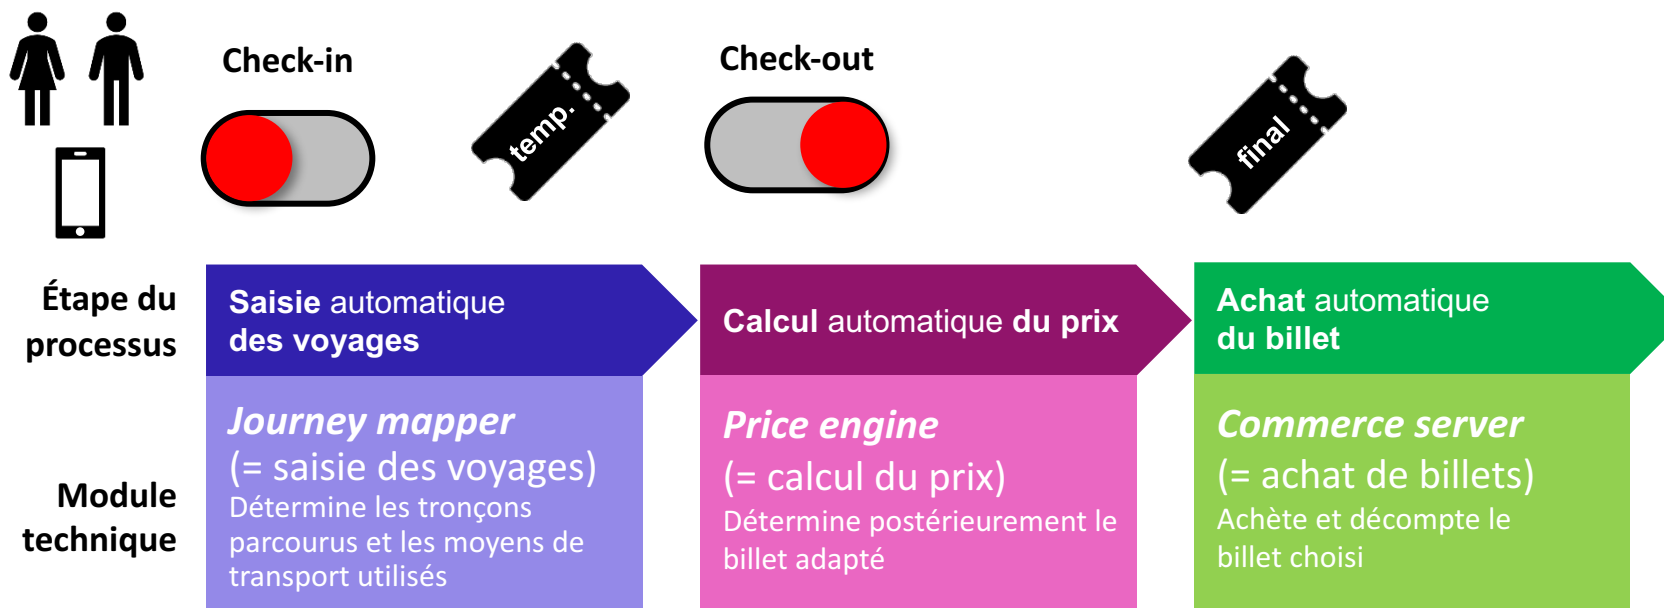 Check-in
temp.
Check-out
final
Étape du
processus
Saisie automatique
des voyages
Calcul automatique du prix
Achat automatique
du billet
Module
technique
Journey mapper
(= saisie des voyages)
Détermine les tronçons
parcourus et les moyens de
transport utilisés
Price engine
(= calcul du prix)
Détermine postérieurement le
billet adapté
Commerce server
(= achat de billets)
Achète et décompte le
billet choisi